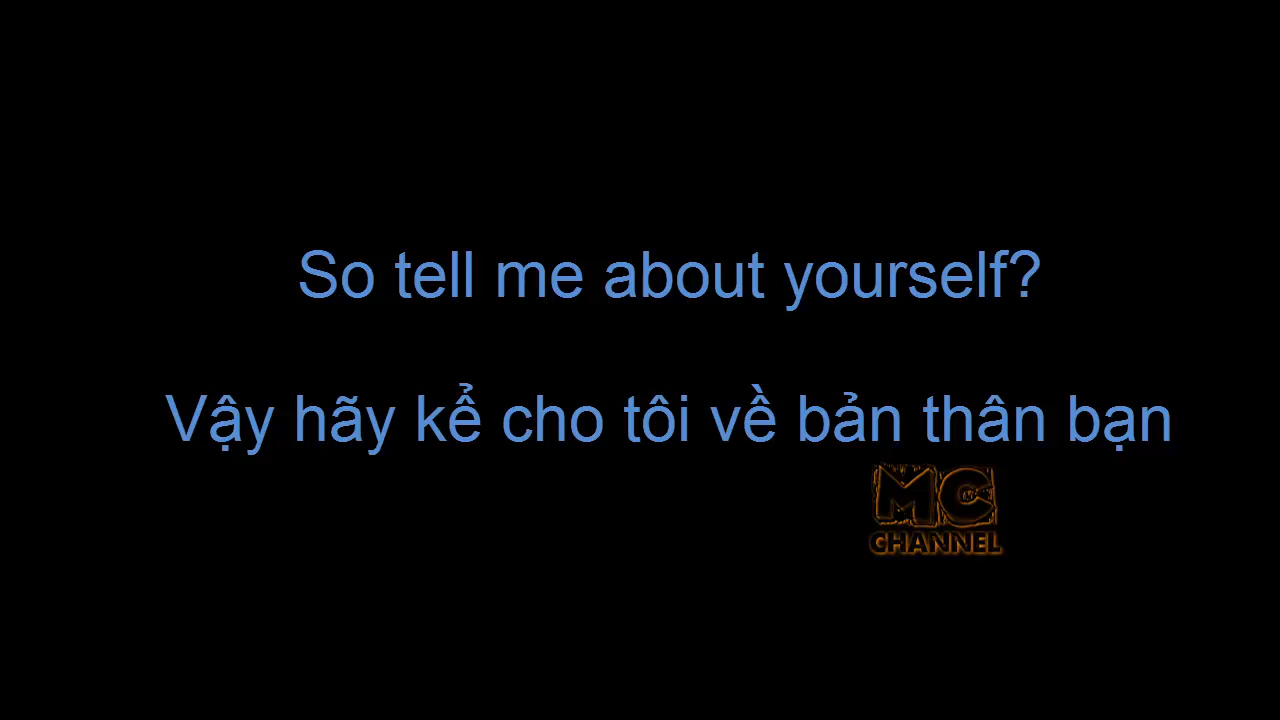 So tell me about yourself?
Vậy hãy kể cho tôi về bản thân bạn
MC
CHANNEL